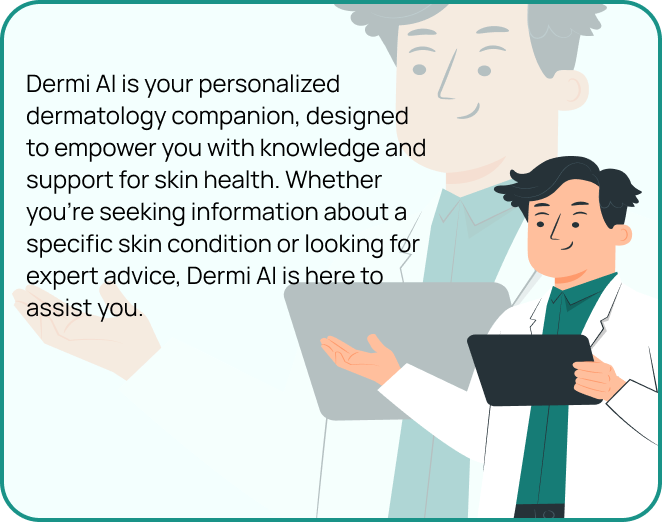 Dermi AI is your personalized
dermatology companion, designed
to empower you with knowledge and
support for skin health. Whether
you're seeking information about a
specific skin condition or looking for
expert advice, Dermi AI is here to
assist you.